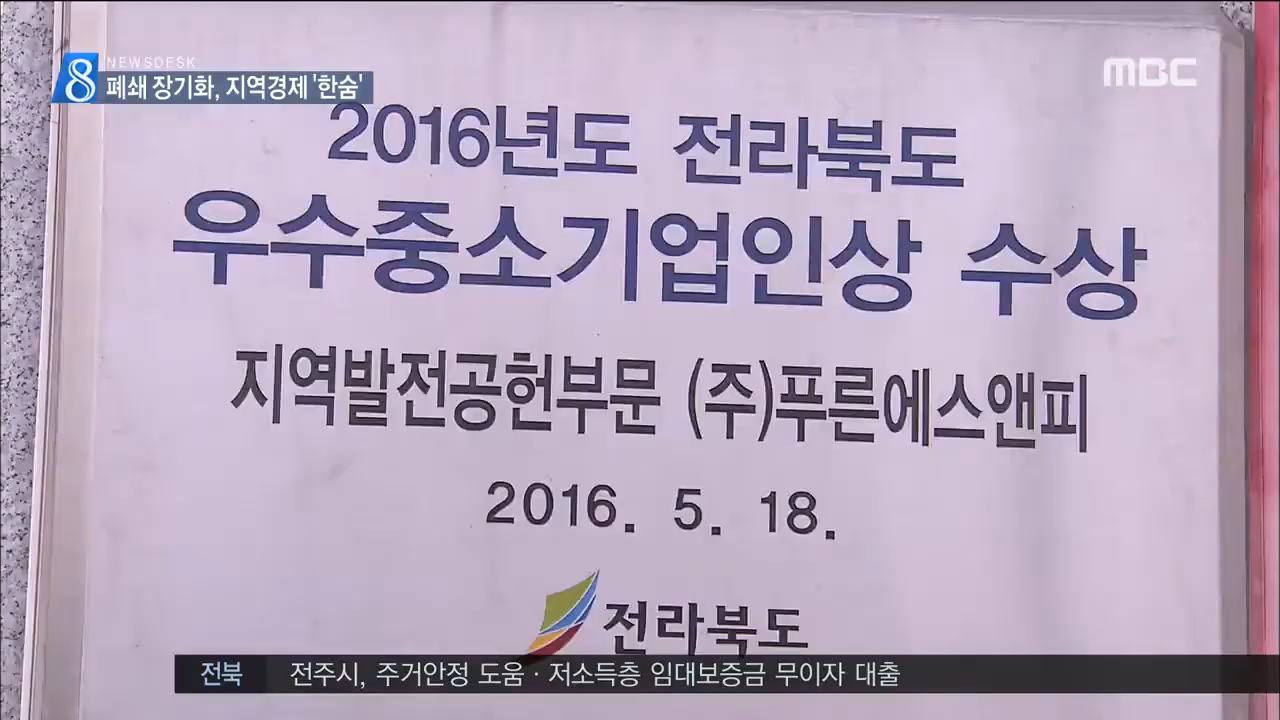 NEWSDESK
8 폐쇄 장기화, 지역경제 '한숨'
MBC
2016년도 전라북도
우수중소기업인상 수상
지역발전공헌부문 (주)푸른에스앤피
2016. 5. 18.
전라북도
전북 전주시, 주거안정 도움·저소득층 임대보증금 무이자 대출